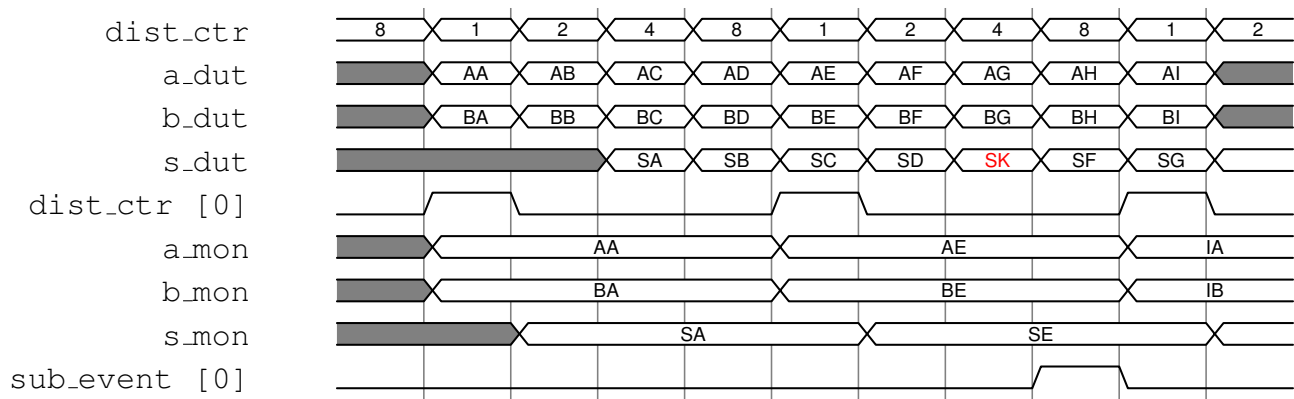 dist_ctr 8 1 2 4 8 1 2 4 8 1 2
a_dut AA AB AC AD AE AF AG AH AI
b_dut BA BB BC BD BE BF BG BH BI
s_dut SA SB SC SD SK SF SG
dist_ctr [0]
a_mon AA AE IA
b_mon BA BE IB
s_mon SA SE
sub_event [0]